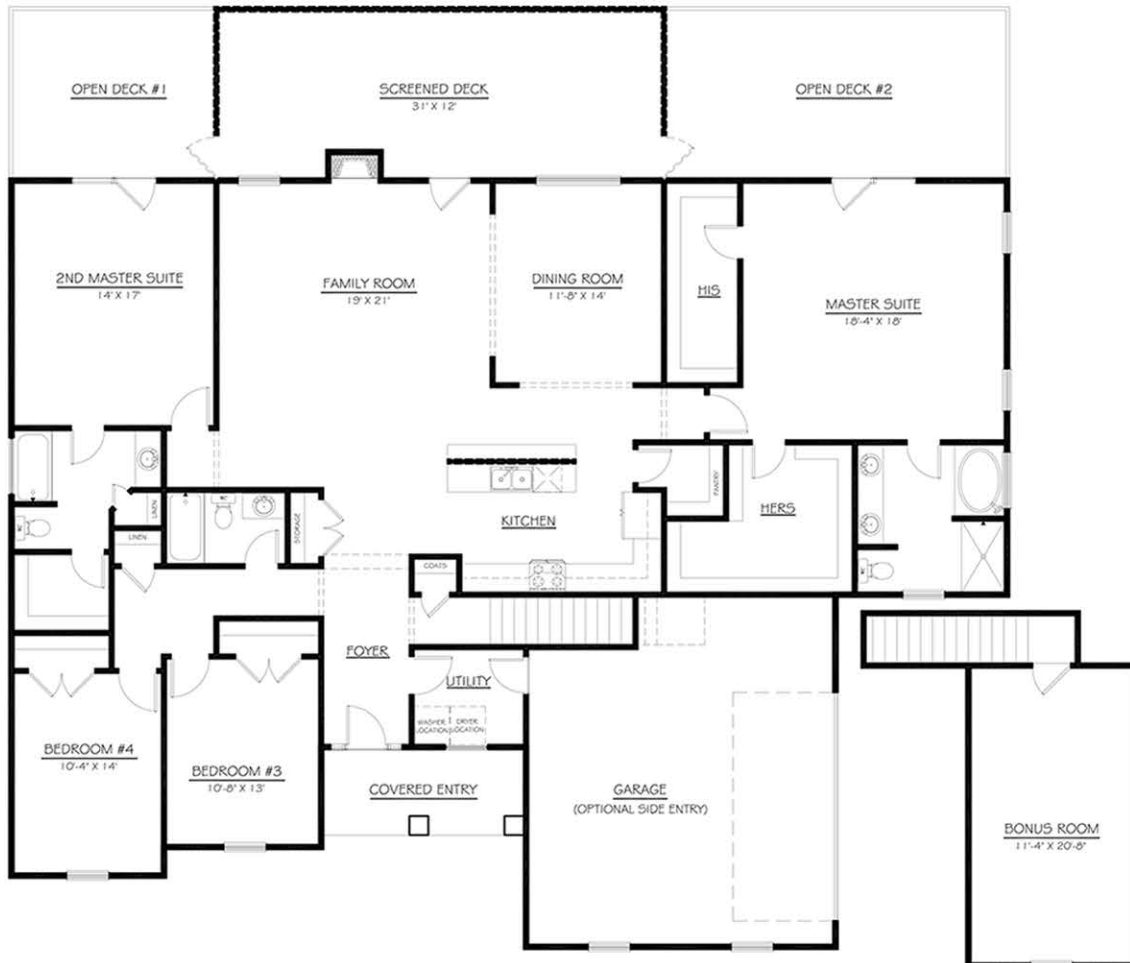 OPEN DECK #1
SCREENED DECK
31' X 12'
OPEN DECK #2
2ND MASTER SUITE
14' X 17'
FAMILY ROOM
19' X 21'
DINING ROOM
11'-8" X 14'
HIS
MASTER SUITE
18'-4" X 18'
LINEN
LINEN
STORAGE
KITCHEN
PANTRY
HERS
COATS
FOYER
UTILITY
WASHER
LOCATION
DRYER
LOCATION
BEDROOM #4
10'-4" X 14'
BEDROOM #3
10'-8" X 13'
COVERED ENTRY
GARAGE
(OPTIONAL SIDE ENTRY)
BONUS ROOM
11'-4" X 20'-8"